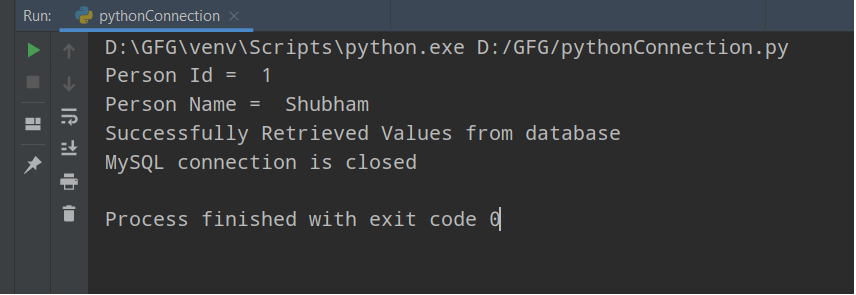 Run: pythonConnection
D:\GFG\venv\Scripts\python.exe D:/GFG/pythonConnection.py
Person Id =  1
Person Name =  Shubham
Successfully Retrieved Values from database
MySQL connection is closed
Process finished with exit code 0